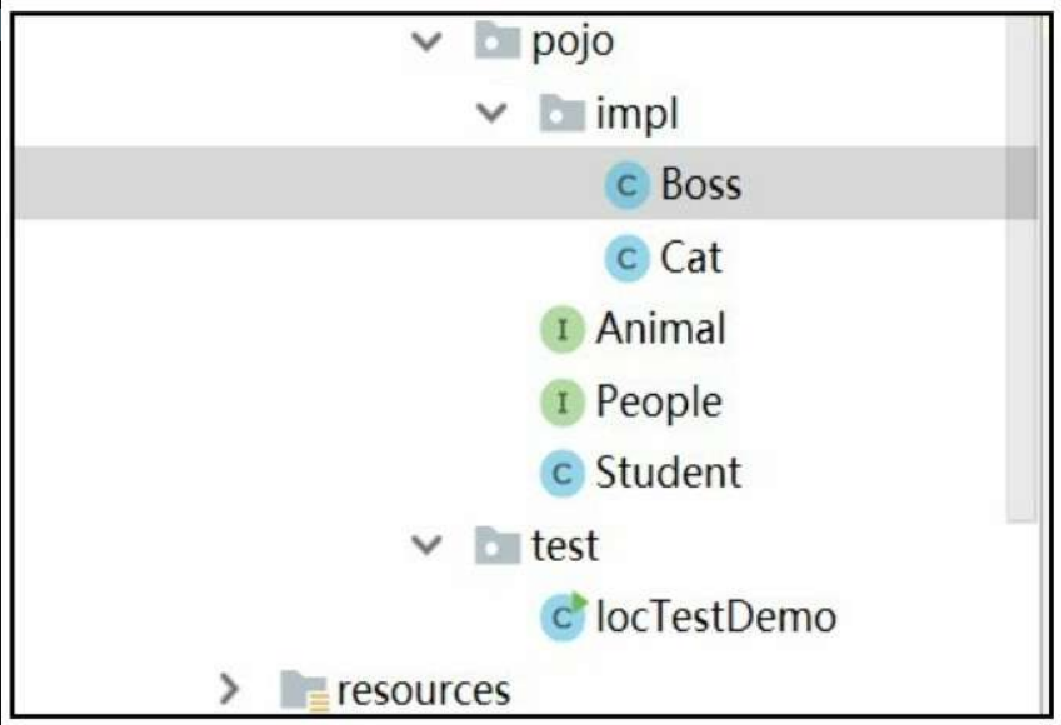 pojo
impl
C Boss
C Cat
I Animal
I People
C Student
test
C IocTestDemo
resources